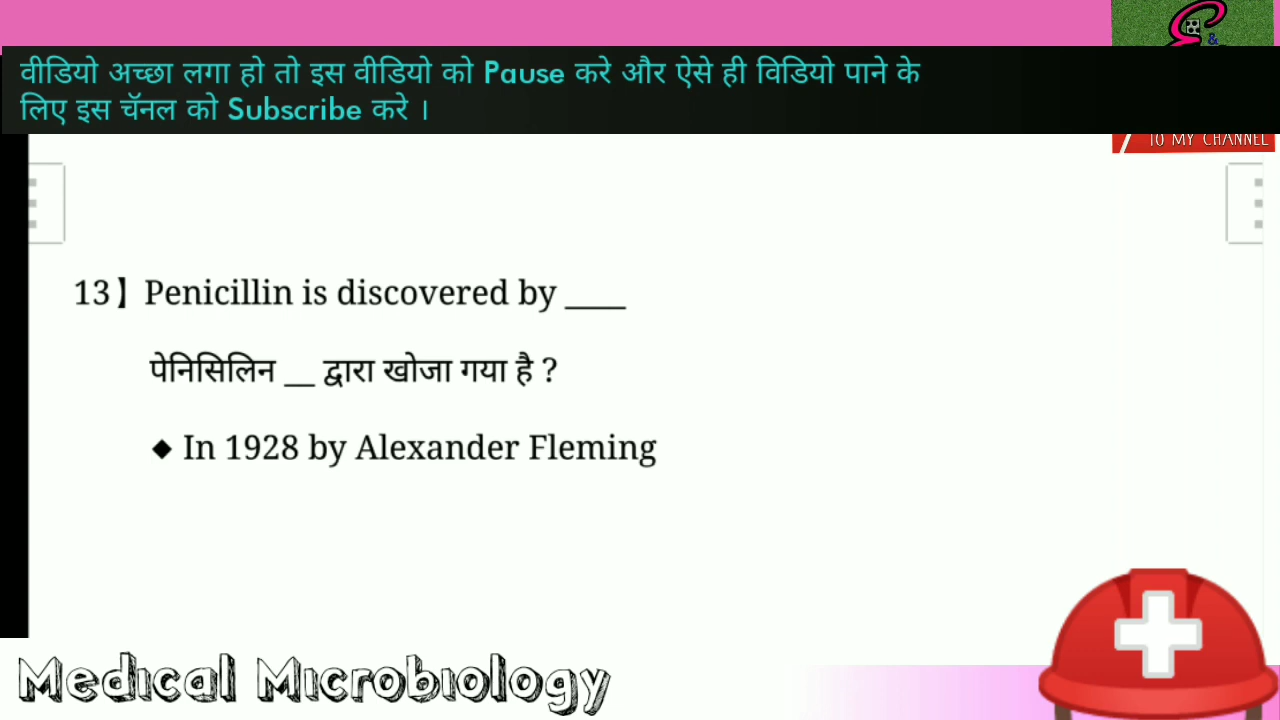 &
वीडियो अच्छा लगा हो तो इस वीडियो को Pause करे और ऐसे ही विडियो पाने के
लिए इस चॅनल को Subscribe करे ।
TO MY CHANNEL
13】Penicillin is discovered by ____
पेनिसिलिन __ द्वारा खोजा गया है ?
◆ In 1928 by Alexander Fleming
Medical Microbiology